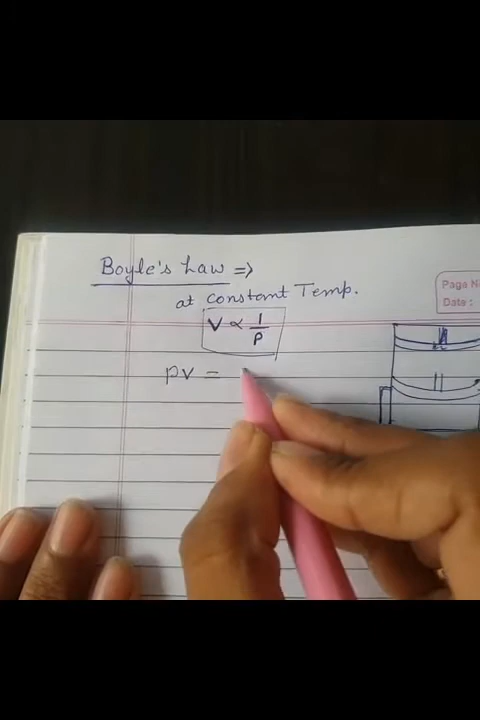 Boyle's Law ⇒
at constant Temp.
Page N
Date :
V ∝ 1/P
PV =